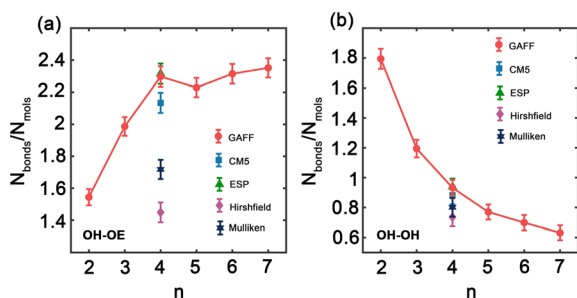 (a)
N_bonds/N_mols
2.4
2.2
2
1.8
1.6
1.4
GAFF
CM5
ESP
Hirshfield
Mulliken
OH-OE
2 3 4 5 6 7
n
(b)
1.8
1.6
1.4
1.2
1
0.8
0.6
GAFF
CM5
ESP
Hirshfield
Mulliken
OH-OH
2 3 4 5 6 7
n